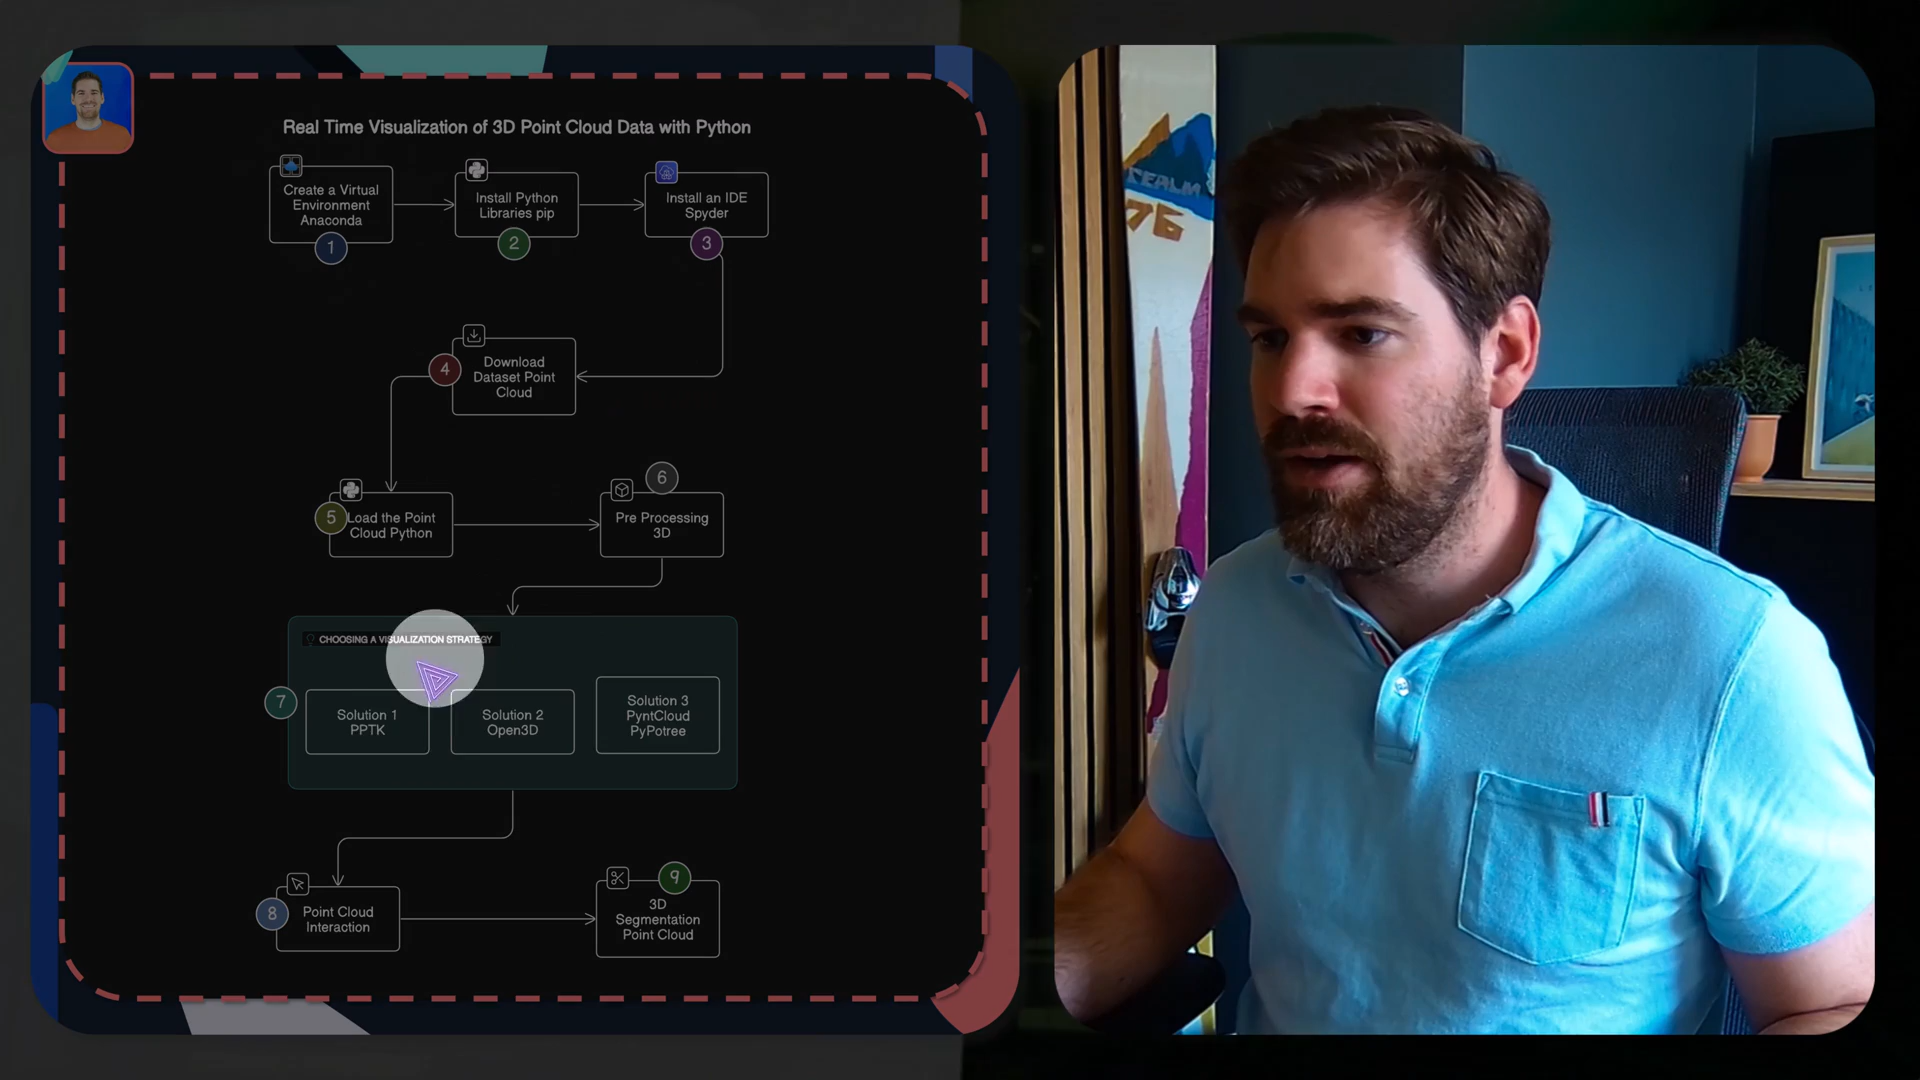 Real Time Visualization of 3D Point Cloud Data with Python
Create a Virtual
Environment
Anaconda
1
Install Python
Libraries pip
2
Install an IDE
Spyder
3
4
Download
Dataset Point
Cloud
5
Load the Point
Cloud Python
6
Pre Processing
3D
CHOOSING A VISUALIZATION STRATEGY
7
Solution 1
PPTK
Solution 2
Open3D
Solution 3
PyntCloud
PyPotree
8
Point Cloud
Interaction
9
3D
Segmentation
Point Cloud
76